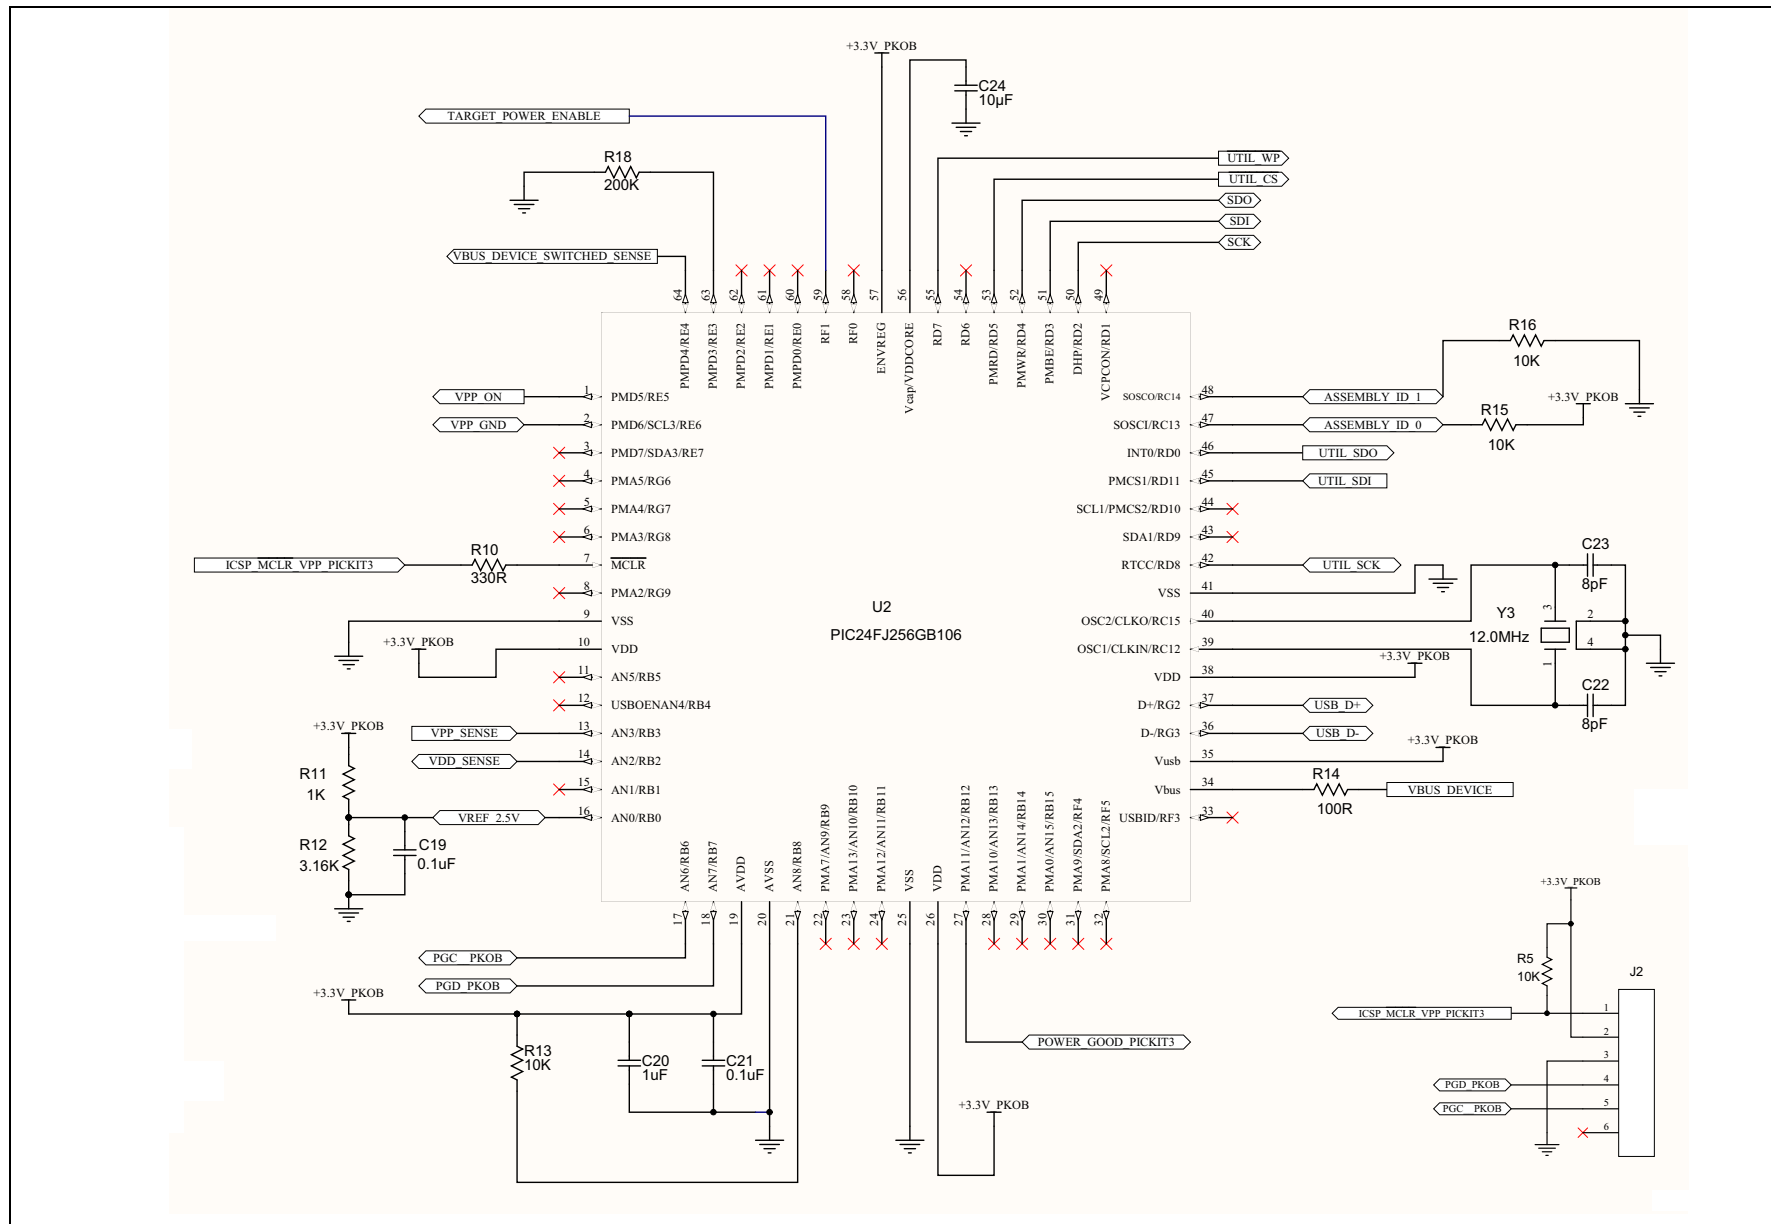 +3.3V_PKOB
C24
10µF
TARGET_POWER_ENABLE
R18
200K
UTIL_WP
UTIL_CS
SDO
SDI
SCK
VBUS_DEVICE_SWITCHED_SENSE
64
63
62
61
60
59
58
57
56
55
54
53
52
51
50
49
PMPD4/RE4
PMPD3/RE3
PMPD2/RE2
PMPD1/RE1
PMPD0/RE0
RF1
RF0
ENVREG
Vcap/VDDCORE
RD7
RD6
PMRD/RD5
PMWR/RD4
PMBE/RD3
DHP/RD2
VCPCON/RD1
R16
10K
VPP_ON
1
PMD5/RE5
SOSCO/RC14
48
ASSEMBLY_ID_1
+3.3V_PKOB
VPP_GND
2
PMD6/SCL3/RE6
SOSCI/RC13
47
ASSEMBLY_ID_0
R15
10K
3
PMD7/SDA3/RE7
INT0/RD0
46
UTIL_SDO
4
PMA5/RG6
PMCS1/RD11
45
UTIL_SDI
5
PMA4/RG7
SCL1/PMCS2/RD10
44
6
PMA3/RG8
SDA1/RD9
43
ICSP_MCLR_VPP_PICKIT3
R10
330R
7
MCLR
RTCC/RD8
42
UTIL_SCK
C23
8pF
8
PMA2/RG9
VSS
41
U2
PIC24FJ256GB106
9
VSS
OSC2/CLKO/RC15
40
Y3
12.0MHz
3
2
4
1
+3.3V_PKOB
10
VDD
OSC1/CLKIN/RC12
39
+3.3V_PKOB
11
AN5/RB5
VDD
38
C22
8pF
12
USBOENAN4/RB4
D+/RG2
37
USB_D+
+3.3V_PKOB
VPP_SENSE
13
AN3/RB3
D-/RG3
36
USB_D-
+3.3V_PKOB
VDD_SENSE
14
AN2/RB2
Vusb
35
R11
1K
15
AN1/RB1
Vbus
34
R14
100R
VBUS_DEVICE
VREF_2.5V
16
AN0/RB0
USBID/RF3
33
R12
3.16K
C19
0.1uF
AN6/RB6
AN7/RB7
AVDD
AVSS
AN8/RB8
PMA7/AN9/RB9
PMA13/AN10/RB10
PMA12/AN11/RB11
VSS
VDD
PMA11/AN12/RB12
PMA10/AN13/RB13
PMA1/AN14/RB14
PMA0/AN15/RB15
PMA9/SDA2/RF4
PMA8/SCL2/RF5
17
18
19
20
21
22
23
24
25
26
27
28
29
30
31
32
+3.3V_PKOB
PGC__PKOB
PGD_PKOB
R5
10K
J2
+3.3V_PKOB
ICSP_MCLR_VPP_PICKIT3
1
2
3
PGD_PKOB
4
PGC__PKOB
5
6
POWER_GOOD_PICKIT3
R13
10K
C20
1uF
C21
0.1uF
+3.3V_PKOB